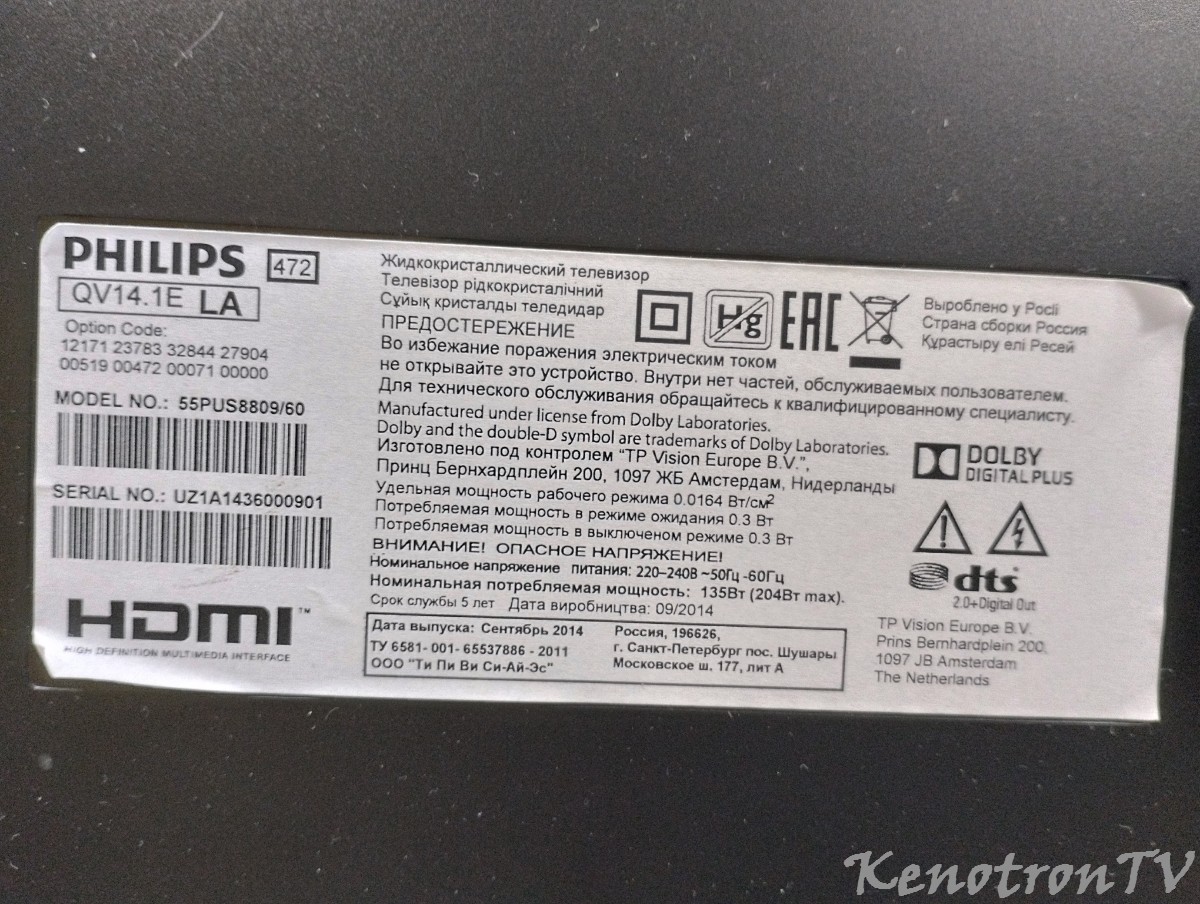 PHILIPS
472
QV14.1E LA
Option Code:
12171 23783 32844 27904
00519 00472 00071 00000
MODEL NO.: 55PUS8809/60
SERIAL NO.: UZ1A1436000901
HDMI™
HIGH DEFINITION MULTIMEDIA INTERFACE
Жидкокристаллический телевизор
Телевізор рідкокристалічний
Сұйық кристалды теледидар
ПРЕДОСТЕРЕЖЕНИЕ
Во избежание поражения электрическим током
не открывайте это устройство. Внутри нет частей, обслуживаемых пользователем.
Для технического обслуживания обращайтесь к квалифицированному специалисту.
Manufactured under license from Dolby Laboratories.
Dolby and the double-D symbol are trademarks of Dolby Laboratories.
Изготовлено под контролем "TP Vision Europe B.V.",
Принц Бернхардплейн 200, 1097 ЖБ Амстердам, Нидерланды
Удельная мощность рабочего режима 0.0164 Вт/см²
Потребляемая мощность в режиме ожидания 0.3 Вт
Потребляемая мощность в выключеном режиме 0.3 Вт
ВНИМАНИЕ! ОПАСНОЕ НАПРЯЖЕНИЕ!
Номинальное напряжение питания: 220–240В ~50Гц -60Гц
Номинальная потребляемая мощность: 135Вт (204Вт max).
Срок службы 5 лет Дата виробництва: 09/2014
Дата выпуска: Сентябрь 2014
ТУ 6581- 001- 65537886 - 2011
ООО "Ти Пи Ви Си-Ай-Эс"
Россия, 196626,
г. Санкт-Петербург пос. Шушары
Московское ш. 177, лит А
Hg
EAC
Вироблено у Росії
Страна сборки Россия
Құрастыру елі Ресей
DOLBY
DIGITAL PLUS
dts
2.0+Digital Out
TP Vision Europe B.V.
Prins Bernhardplein 200,
1097 JB Amsterdam
The Netherlands
KenotronTV